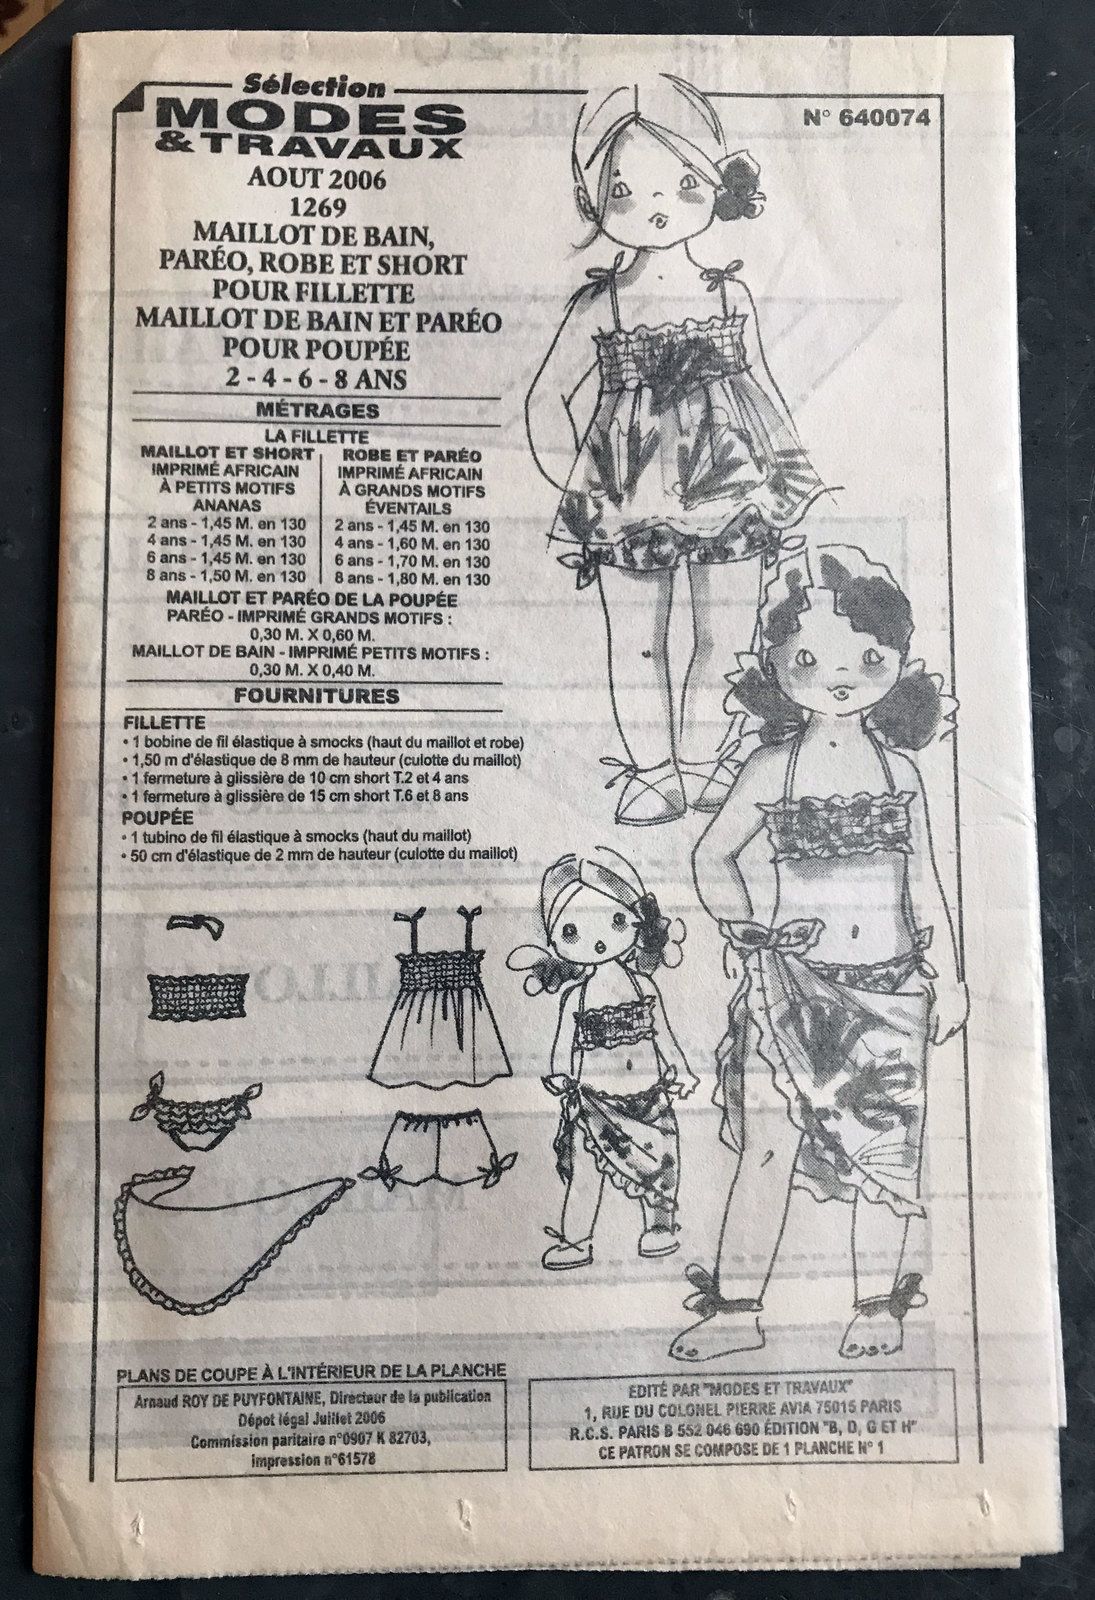 Sélection
MODES
& TRAVAUX
N° 640074
AOUT 2006
1269
MAILLOT DE BAIN,
PARÉO, ROBE ET SHORT
POUR FILLETTE
MAILLOT DE BAIN ET PARÉO
POUR POUPÉE
2 - 4 - 6 - 8 ANS
MÉTRAGES
LA FILLETTE
MAILLOT ET SHORT
IMPRIMÉ AFRICAIN
À PETITS MOTIFS
ANANAS
2 ans - 1,45 M. en 130
4 ans - 1,45 M. en 130
6 ans - 1,45 M. en 130
8 ans - 1,50 M. en 130
ROBE ET PARÉO
IMPRIMÉ AFRICAIN
À GRANDS MOTIFS
ÉVENTAILS
2 ans - 1,45 M. en 130
4 ans - 1,60 M. en 130
6 ans - 1,70 M. en 130
8 ans - 1,80 M. en 130
MAILLOT ET PARÉO DE LA POUPÉE
PARÉO - IMPRIMÉ GRANDS MOTIFS :
0,30 M. X 0,60 M.
MAILLOT DE BAIN - IMPRIMÉ PETITS MOTIFS :
0,30 M. X 0,40 M.
FOURNITURES
FILLETTE
• 1 bobine de fil élastique à smocks (haut du maillot et robe)
• 1,50 m d'élastique de 8 mm de hauteur (culotte du maillot)
• 1 fermeture à glissière de 10 cm short T.2 et 4 ans
• 1 fermeture à glissière de 15 cm short T.6 et 8 ans
POUPÉE
• 1 tubino de fil élastique à smocks (haut du maillot)
• 50 cm d'élastique de 2 mm de hauteur (culotte du maillot)
PLANS DE COUPE À L'INTÉRIEUR DE LA PLANCHE
Arnaud ROY DE PUYFONTAINE, Directeur de la publication
Dépot légal Juillet 2006
Commission paritaire n°0907 K 82703,
impression n°61578
EDITÉ PAR "MODES ET TRAVAUX"
1, RUE DU COLONEL PIERRE AVIA 75015 PARIS
R.C.S. PARIS B 552 046 690 ÉDITION "B, D, G ET H"
CE PATRON SE COMPOSE DE 1 PLANCHE N° 1